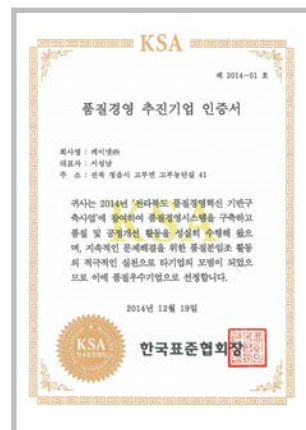 KSA
제 2014-01 호
품질경영 추진기업 인증서
회사명 : 케이넷㈜
대표자 : 서정남
주 소 : 전북 정읍시 고부면 고부농단길 41
귀사는 2014년 '전라북도 품질경영혁신 기반구
축사업'에 참여하여 품질경영시스템을 구축하고
품질 및 공정개선 활동을 성실히 수행해 왔으
며, 지속적인 문제해결을 위한 품질분임조 활동
의 적극적인 실천으로 타기업의 모범이 되었으
므로 이에 품질우수기업으로 선정합니다.
2014년 12월 19일
KSA
한국표준협회장